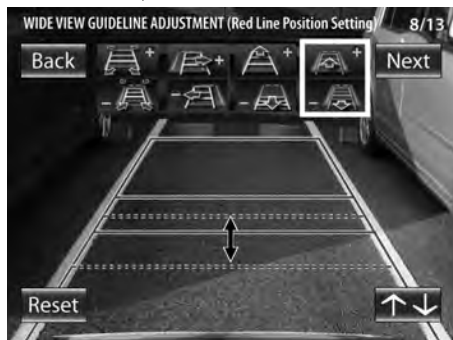 WIDE VIEW GUIDELINE ADJUSTMENT (Red Line Position Setting) 8/13
Back + + + + Next
- - - -
Reset ↑↓